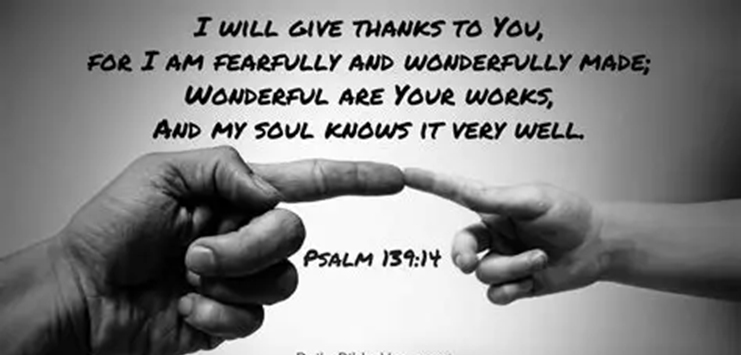 I will give thanks to You,
for I am fearfully and wonderfully made;
Wonderful are Your works,
And my soul knows it very well.
Psalm 139:14